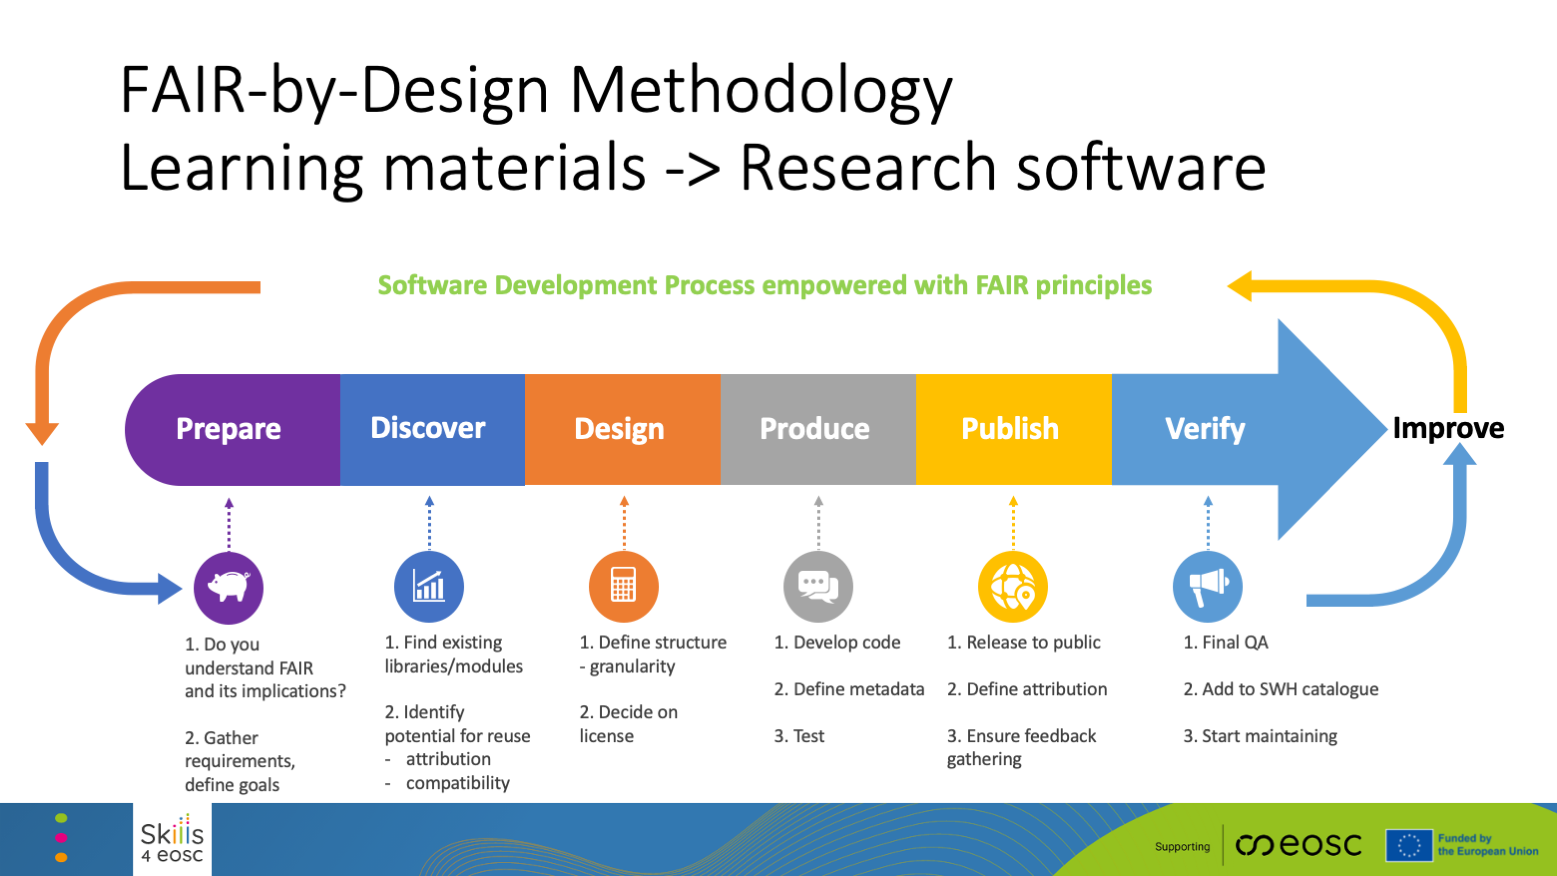 FAIR-by-Design Methodology
Learning materials -> Research software
Software Development Process empowered with FAIR principles
Prepare
Discover
Design
Produce
Publish
Verify
Improve
1. Do you
understand FAIR
and its implications?
2. Gather
requirements,
define goals
1. Find existing
libraries/modules
2. Identify
potential for reuse
- attribution
- compatibility
1. Define structure
- granularity
2. Decide on
license
1. Develop code
2. Define metadata
3. Test
1. Release to public
2. Define attribution
3. Ensure feedback
gathering
1. Final QA
2. Add to SWH catalogue
3. Start maintaining
Skills
4 eosc
Supporting
eosc
Funded by
the European Union